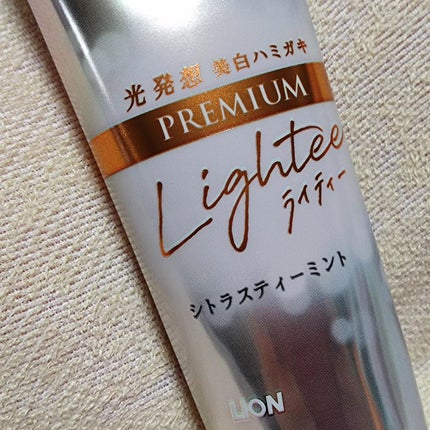 光発想 美白ハミガキ
PREMIUM
Lightee
ライティー
シトラスティーミント
LION